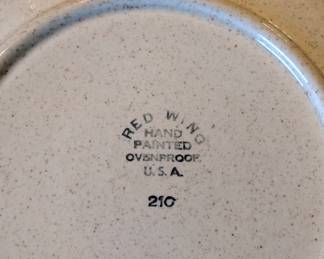 RED WING
HAND
PAINTED
OVENPROOF
U.S.A.
210